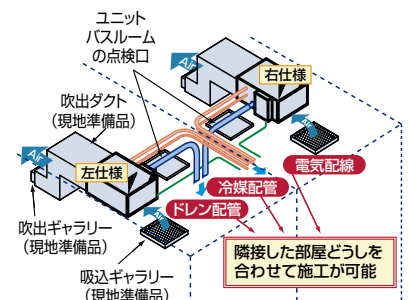 ユニット
バスルーム
の点検口
Air
右仕様
吹出ダクト
（現地準備品）
Air
Air
左仕様
電気配線
冷媒配管
ドレン配管
Air
吹出ギャラリー
（現地準備品）
隣接した部屋どうしを
合わせて施工が可能
吸込ギャラリー
（現地準備品）